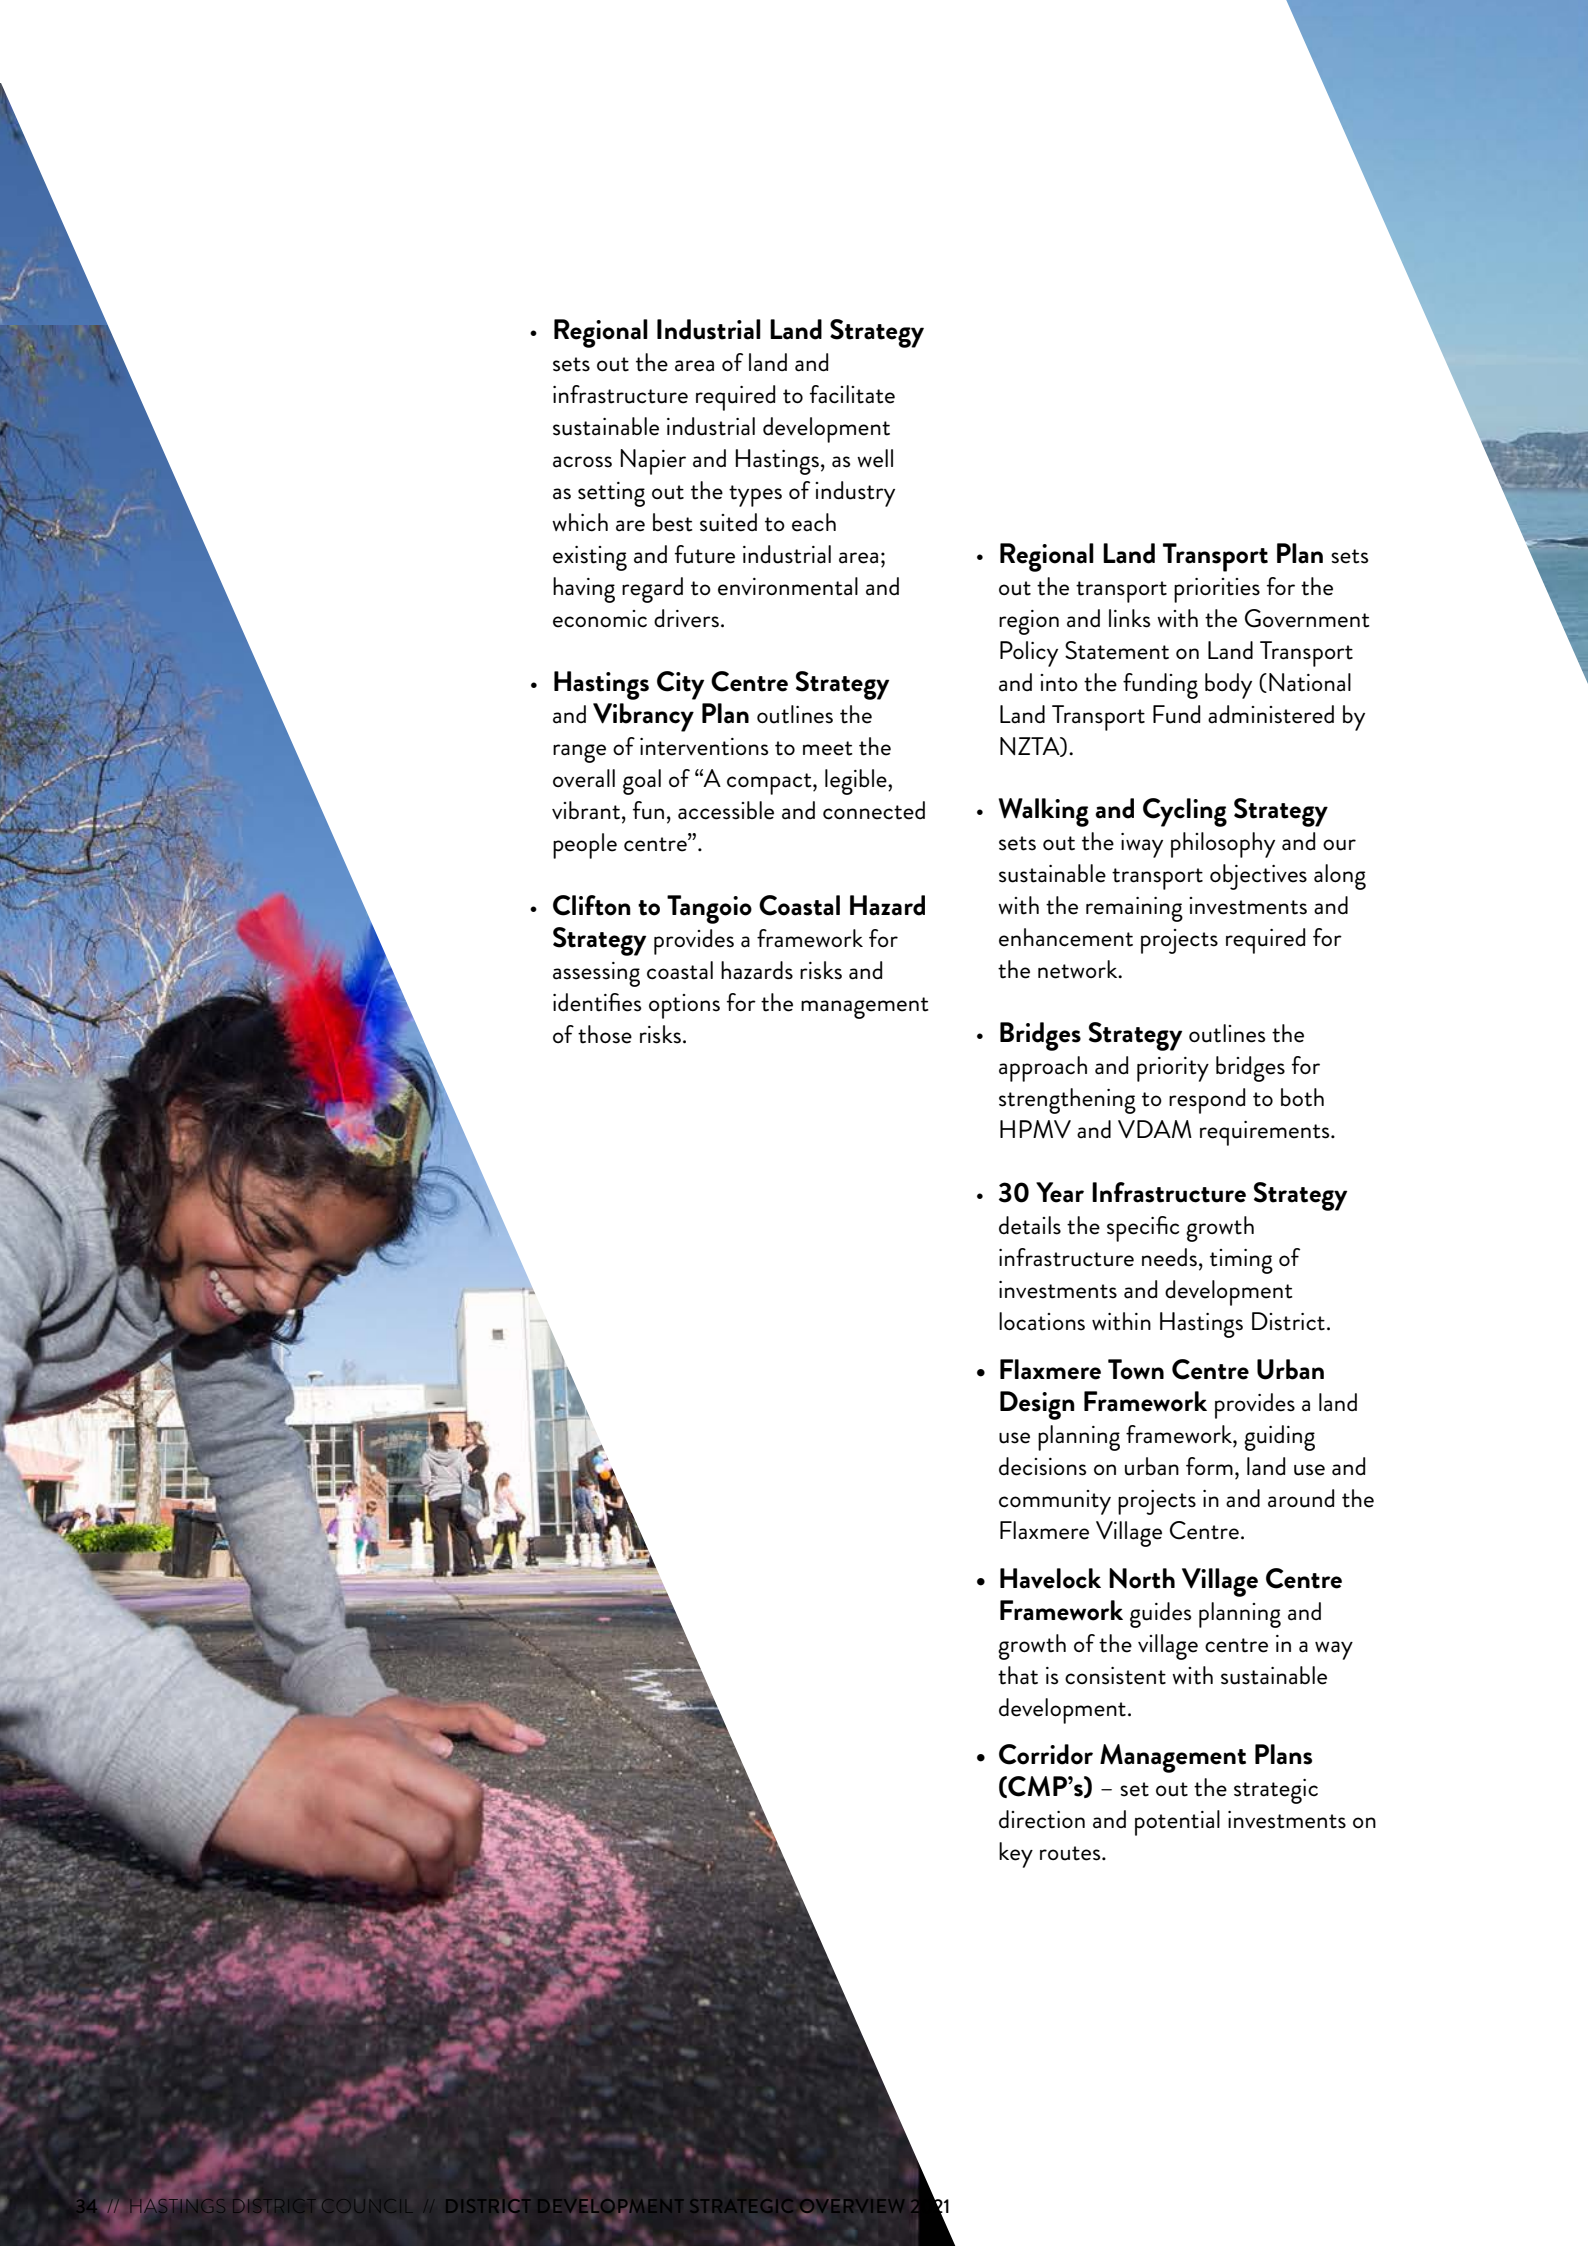 • Regional Industrial Land Strategy
sets out the area of land and
infrastructure required to facilitate
sustainable industrial development
across Napier and Hastings, as well
as setting out the types of industry
which are best suited to each
existing and future industrial area;
having regard to environmental and
economic drivers.
• Hastings City Centre Strategy
and Vibrancy Plan outlines the
range of interventions to meet the
overall goal of “A compact, legible,
vibrant, fun, accessible and connected
people centre”.
• Clifton to Tangoio Coastal Hazard
Strategy provides a framework for
assessing coastal hazards risks and
identifies options for the management
of those risks.
• Regional Land Transport Plan sets
out the transport priorities for the
region and links with the Government
Policy Statement on Land Transport
and into the funding body (National
Land Transport Fund administered by
NZTA).
• Walking and Cycling Strategy
sets out the iway philosophy and our
sustainable transport objectives along
with the remaining investments and
enhancement projects required for
the network.
• Bridges Strategy outlines the
approach and priority bridges for
strengthening to respond to both
HPMV and VDAM requirements.
• 30 Year Infrastructure Strategy
details the specific growth
infrastructure needs, timing of
investments and development
locations within Hastings District.
• Flaxmere Town Centre Urban
Design Framework provides a land
use planning framework, guiding
decisions on urban form, land use and
community projects in and around the
Flaxmere Village Centre.
• Havelock North Village Centre
Framework guides planning and
growth of the village centre in a way
that is consistent with sustainable
development.
• Corridor Management Plans
(CMP’s) – set out the strategic
direction and potential investments on
key routes.
34 // HASTINGS DISTRICT COUNCIL // DISTRICT DEVELOPMENT STRATEGIC OVERVIEW